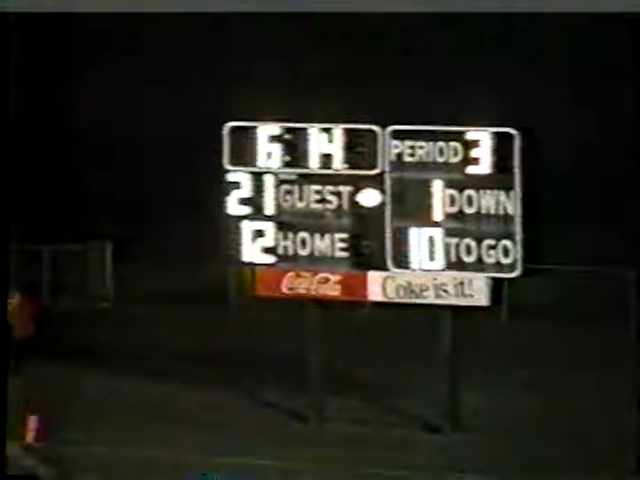 6:14 PERIOD 3
21 GUEST 1 DOWN
12 HOME 10 TO GO
Coca-Cola Coke is it!